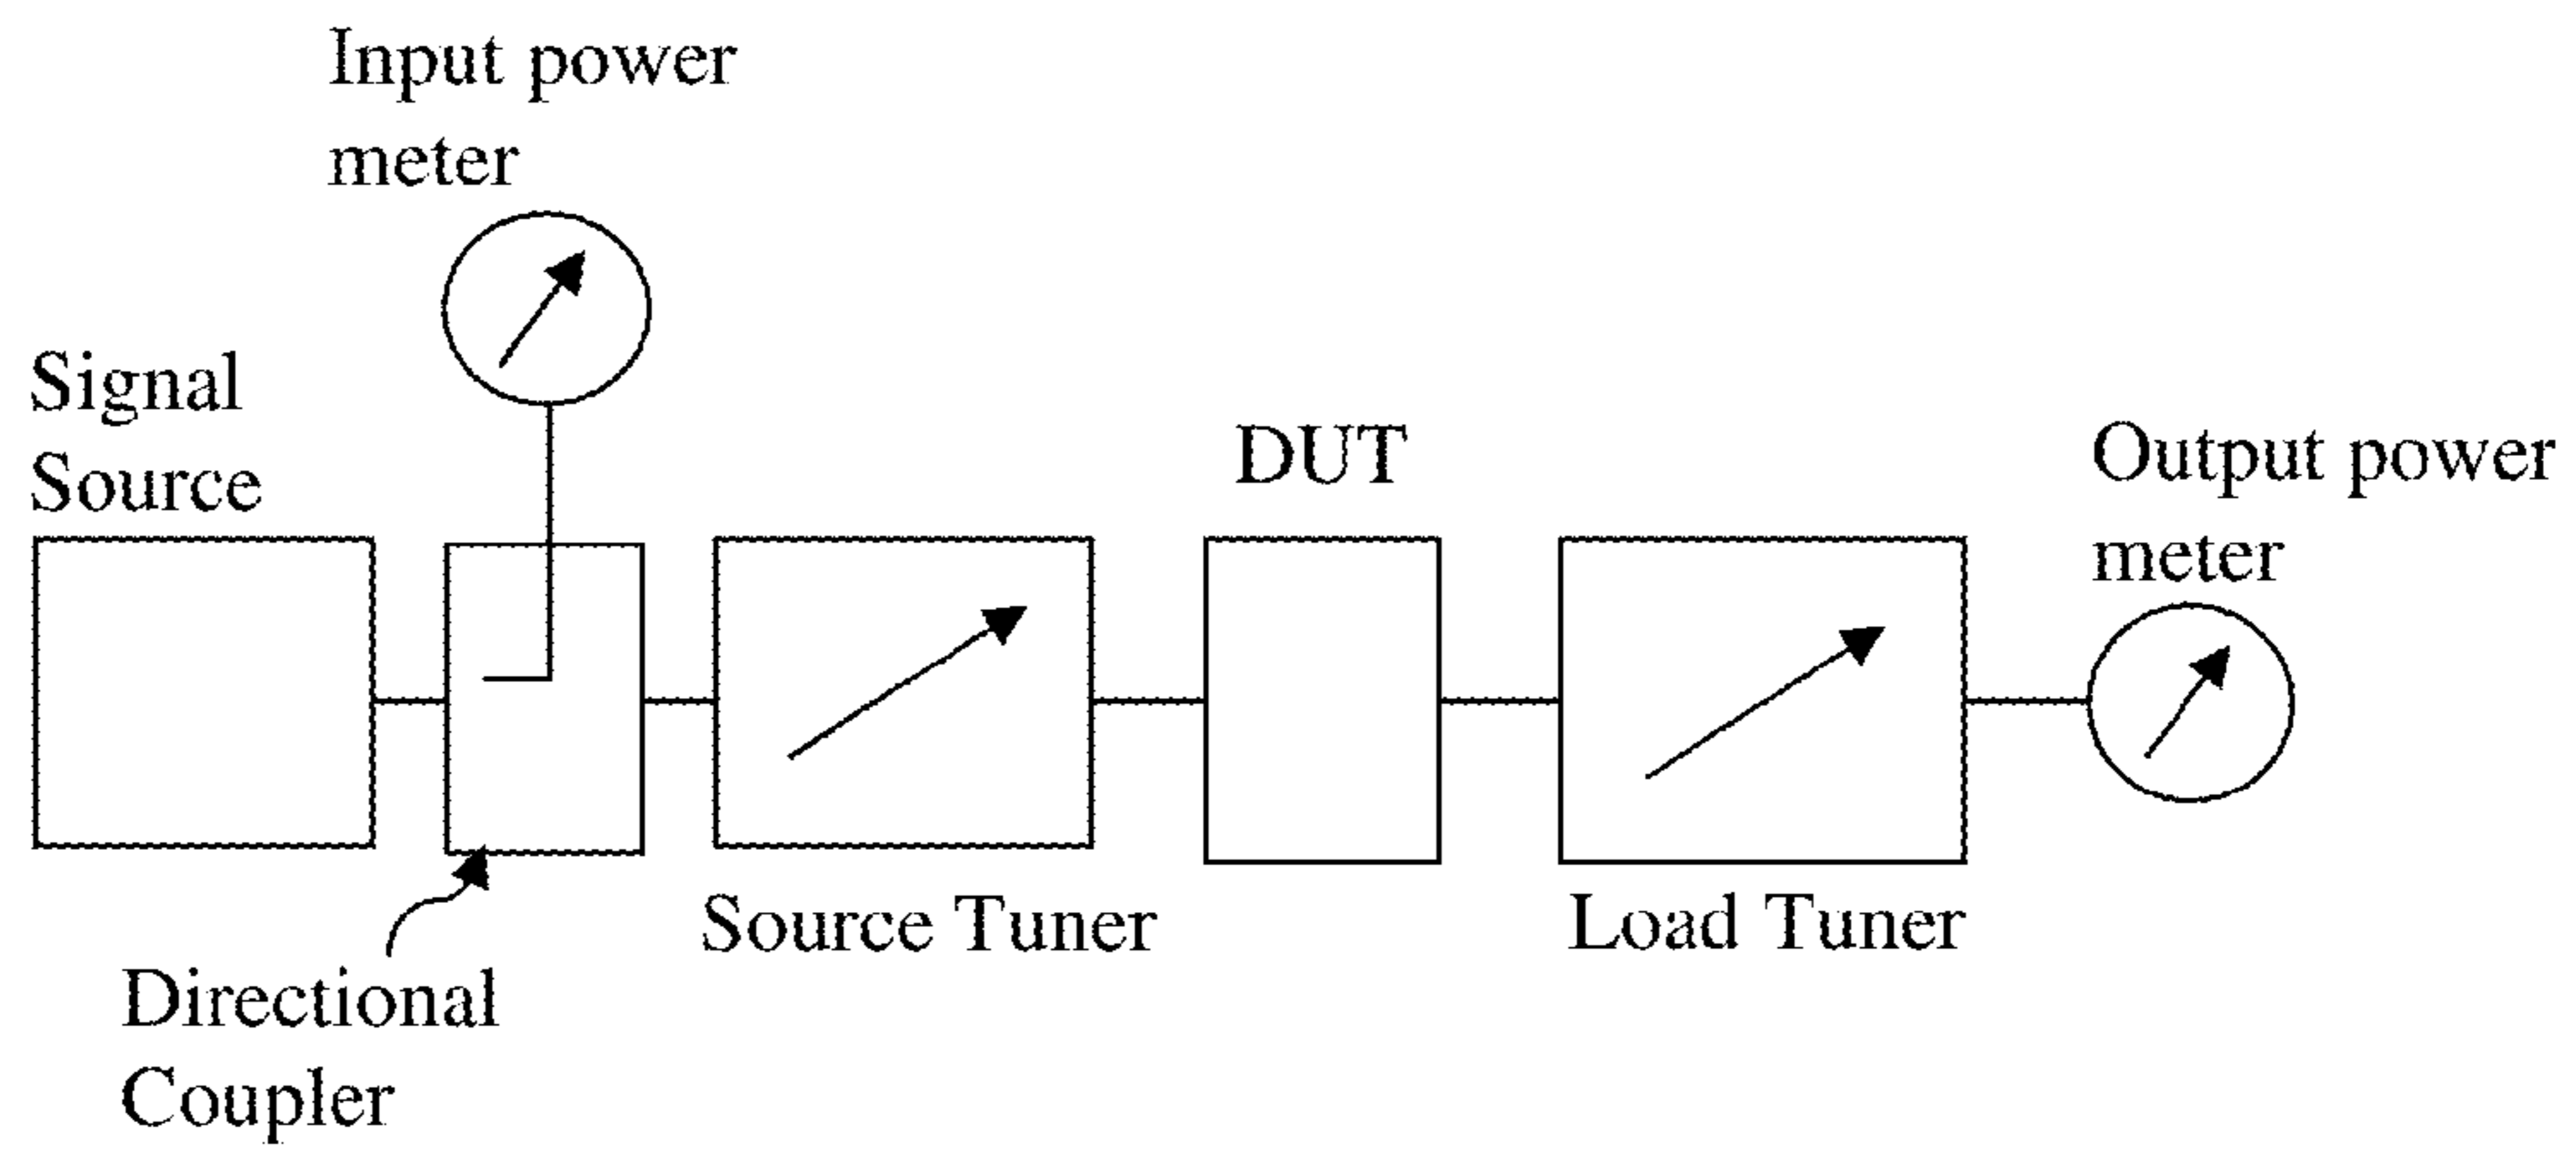 Input power
meter
Signal
Source
DUT
Output power
meter
Source Tuner
Load Tuner
Directional
Coupler